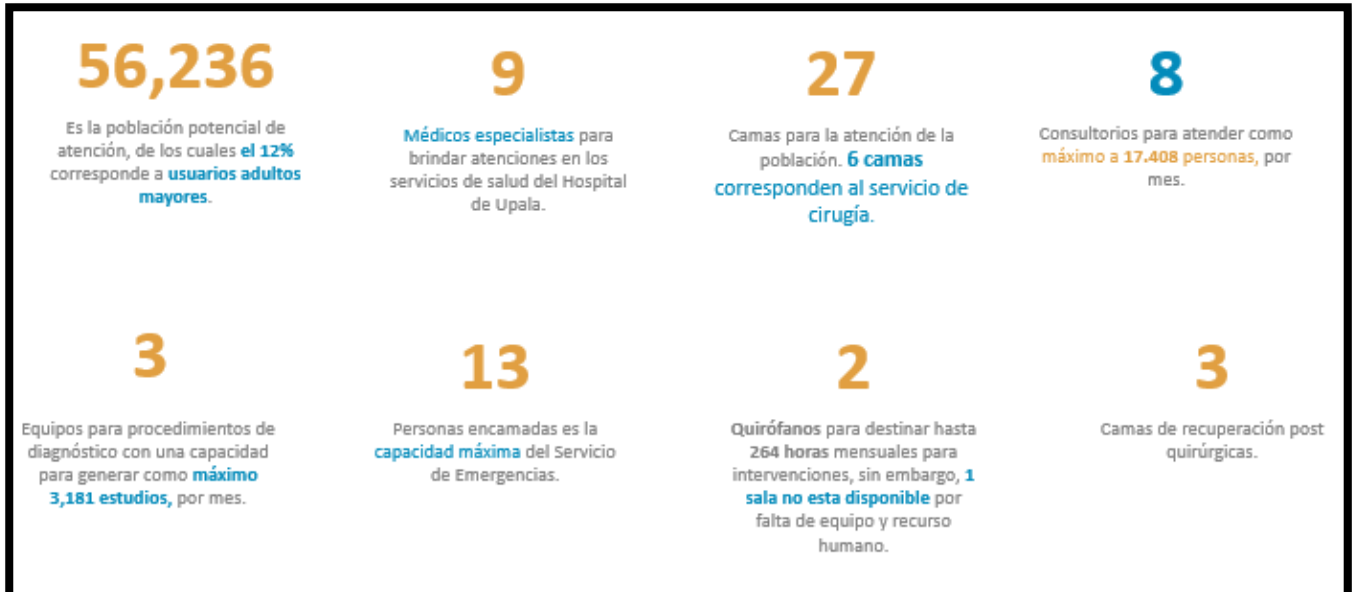 56,236
Es la población potencial de
atención, de los cuales el 12%
corresponde a usuarios adultos
mayores.
9
Médicos especialistas para
brindar atenciones en los
servicios de salud del Hospital
de Upala.
27
Camas para la atención de la
población. 6 camas
corresponden al servicio de
cirugía.
8
Consultorios para atender como
máximo a 17.408 personas, por
mes.
3
Equipos para procedimientos de
diagnóstico con una capacidad
para generar como máximo
3,181 estudios, por mes.
13
Personas encamadas es la
capacidad máxima del Servicio
de Emergencias.
2
Quirófanos para destinar hasta
264 horas mensuales para
intervenciones, sin embargo, 1
sala no esta disponible por
falta de equipo y recurso
humano.
3
Camas de recuperación post
quirúrgicas.